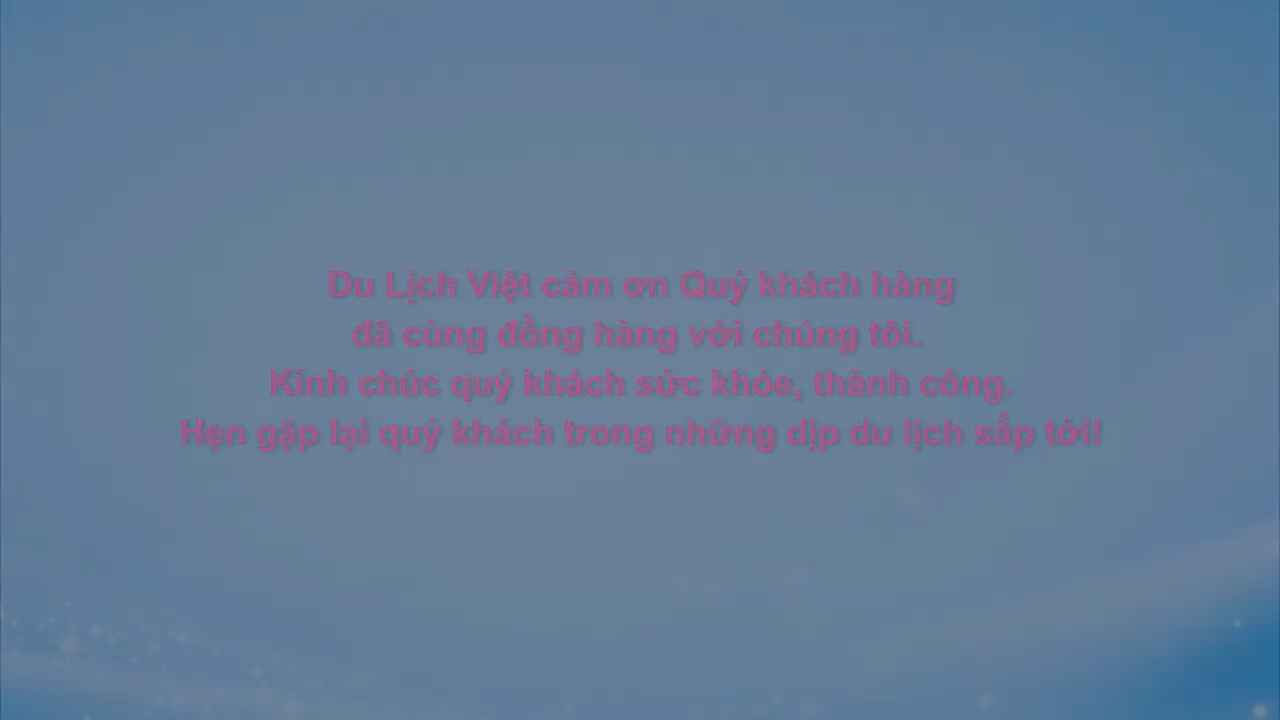 Du Lịch Việt cảm ơn Quý khách hàng
đã cùng đồng hàng với chúng tôi.
Kính chúc quý khách sức khỏe, thành công.
Hẹn gặp lại quý khách trong những dịp du lịch sắp tới!